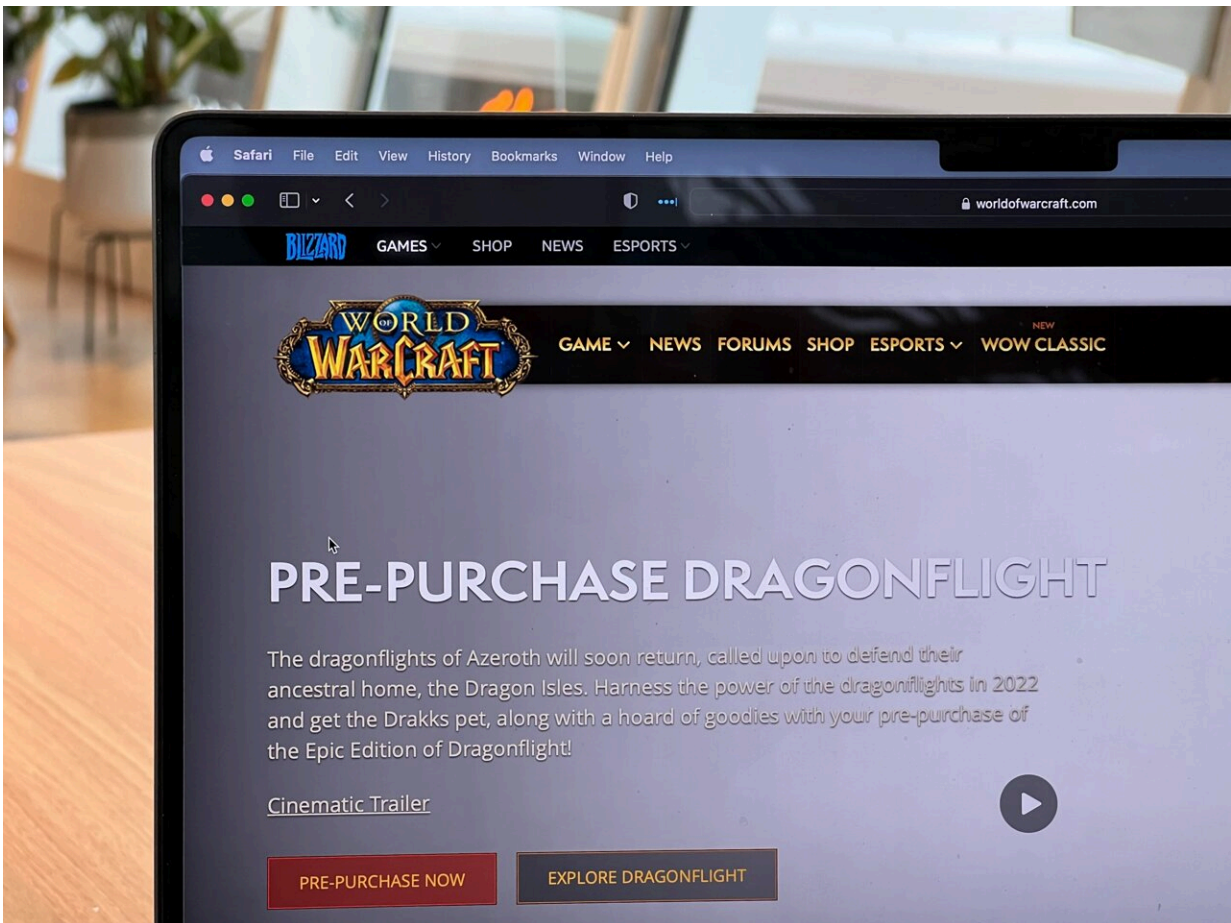 Safari File Edit View History Bookmarks Window Help
worldofwarcraft.com
BLIZZARD GAMES SHOP NEWS ESPORTS
WORLD OF WARCRAFT
NEW
GAME NEWS FORUMS SHOP ESPORTS WOW CLASSIC
PRE-PURCHASE DRAGONFLIGHT
The dragonflights of Azeroth will soon return, called upon to defend their
ancestral home, the Dragon Isles. Harness the power of the dragonflights in 2022
and get the Drakks pet, along with a hoard of goodies with your pre-purchase of
the Epic Edition of Dragonflight!
Cinematic Trailer
PRE-PURCHASE NOW EXPLORE DRAGONFLIGHT